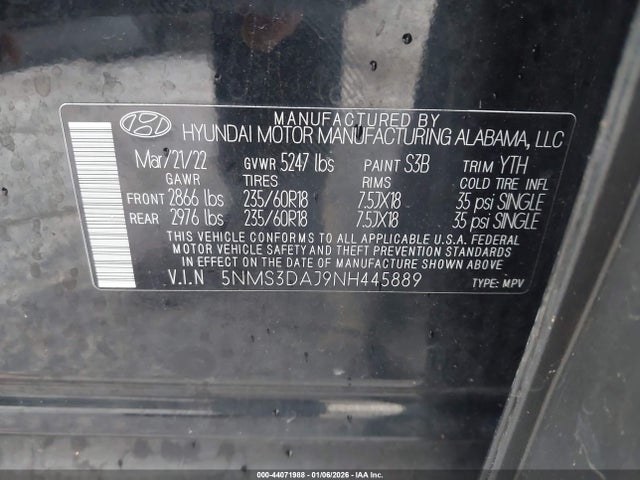 MANUFACTURED BY
HYUNDAI MOTOR MANUFACTURING ALABAMA, LLC
Mar/21/22 GVWR 5247 lbs PAINT S3B TRIM YTH
GAWR TIRES RIMS COLD TIRE INFL
FRONT 2866 lbs 235/60R18 7.5JX18 35 psi SINGLE
REAR 2976 lbs 235/60R18 7.5JX18 35 psi SINGLE
THIS VEHICLE CONFORMS TO ALL APPLICABLE U.S.A. FEDERAL
MOTOR VEHICLE SAFETY AND THEFT PREVENTION STANDARDS
IN EFFECT ON THE DATE OF MANUFACTURE SHOWN ABOVE.
V.I.N 5NMS3DAJ9NH445889 TYPE: MPV
000-44071988 - 01/06/2026 - IAA Inc.